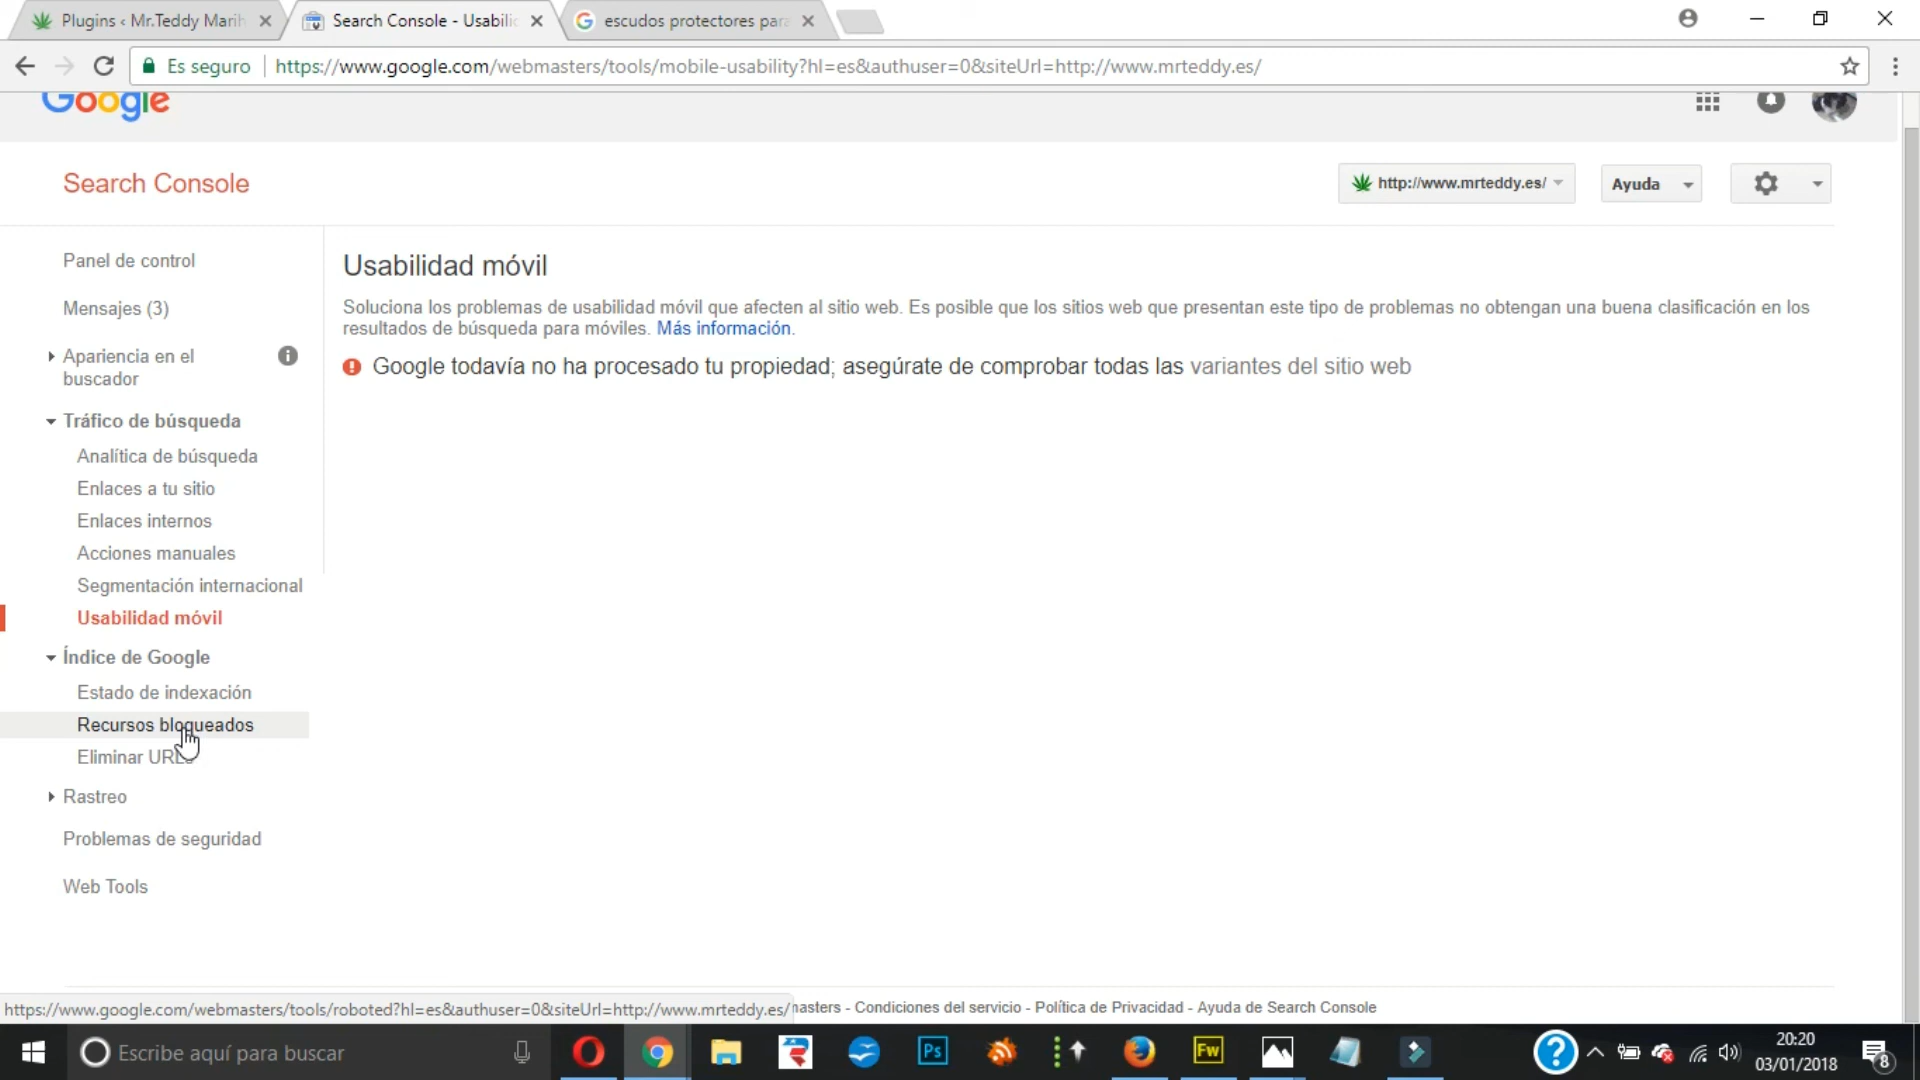 Plugins ‹ Mr.Teddy Marih
Search Console - Usabilic
escudos protectores para
Es seguro
https://www.google.com/webmasters/tools/mobile-usability?hl=es&authuser=0&siteUrl=http://www.mrteddy.es/
Google
Search Console
http://www.mrteddy.es/
Ayuda
Panel de control
Mensajes (3)
Apariencia en el
buscador
Tráfico de búsqueda
Analítica de búsqueda
Enlaces a tu sitio
Enlaces internos
Acciones manuales
Segmentación internacional
Usabilidad móvil
Índice de Google
Estado de indexación
Recursos bloqueados
Eliminar URLs
Rastreo
Problemas de seguridad
Web Tools
Usabilidad móvil
Soluciona los problemas de usabilidad móvil que afecten al sitio web. Es posible que los sitios web que presentan este tipo de problemas no obtengan una buena clasificación en los
resultados de búsqueda para móviles. Más información.
Google todavía no ha procesado tu propiedad; asegúrate de comprobar todas las variantes del sitio web
https://www.google.com/webmasters/tools/roboted?hl=es&authuser=0&siteUrl=http://www.mrteddy.es/
masters - Condiciones del servicio - Política de Privacidad - Ayuda de Search Console
Escribe aquí para buscar
Ps
Fw
20:20
03/01/2018
8